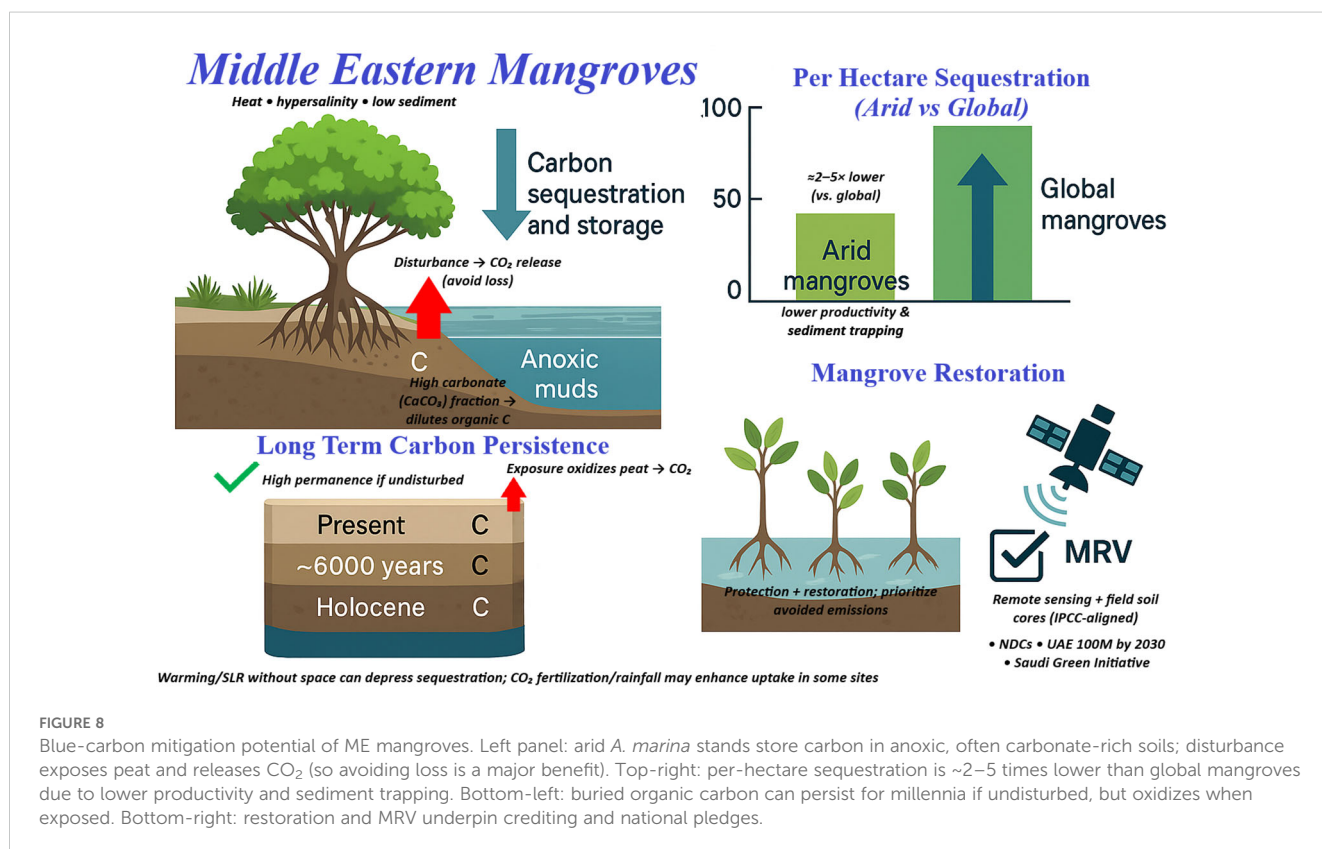 Middle Eastern Mangroves
Heat • hypersalinity • low sediment
Carbon
sequestration
and storage
Disturbance → CO₂ release
(avoid loss)
C
Anoxic
muds
High carbonate
(CaCO₃) fraction →
dilutes organic C
Per Hectare Sequestration
(Arid vs Global)
100
50
0
≈2–5× lower
(vs. global)
Arid
mangroves
Global
mangroves
lower productivity &
sediment trapping
Long Term Carbon Persistence
High permanence if undisturbed
Exposure oxidizes peat → CO₂
Present C
~6000 years C
Holocene C
Mangrove Restoration
Protection + restoration; prioritize
avoided emissions
MRV
Remote sensing + field soil
cores (IPCC-aligned)
• NDCs • UAE 100M by 2030
• Saudi Green Initiative
Warming/SLR without space can depress sequestration; CO₂ fertilization/rainfall may enhance uptake in some sites
FIGURE 8
Blue-carbon mitigation potential of ME mangroves. Left panel: arid A. marina stands store carbon in anoxic, often carbonate-rich soils; disturbance
exposes peat and releases CO₂ (so avoiding loss is a major benefit). Top-right: per-hectare sequestration is ~2–5 times lower than global mangroves
due to lower productivity and sediment trapping. Bottom-left: buried organic carbon can persist for millennia if undisturbed, but oxidizes when
exposed. Bottom-right: restoration and MRV underpin crediting and national pledges.